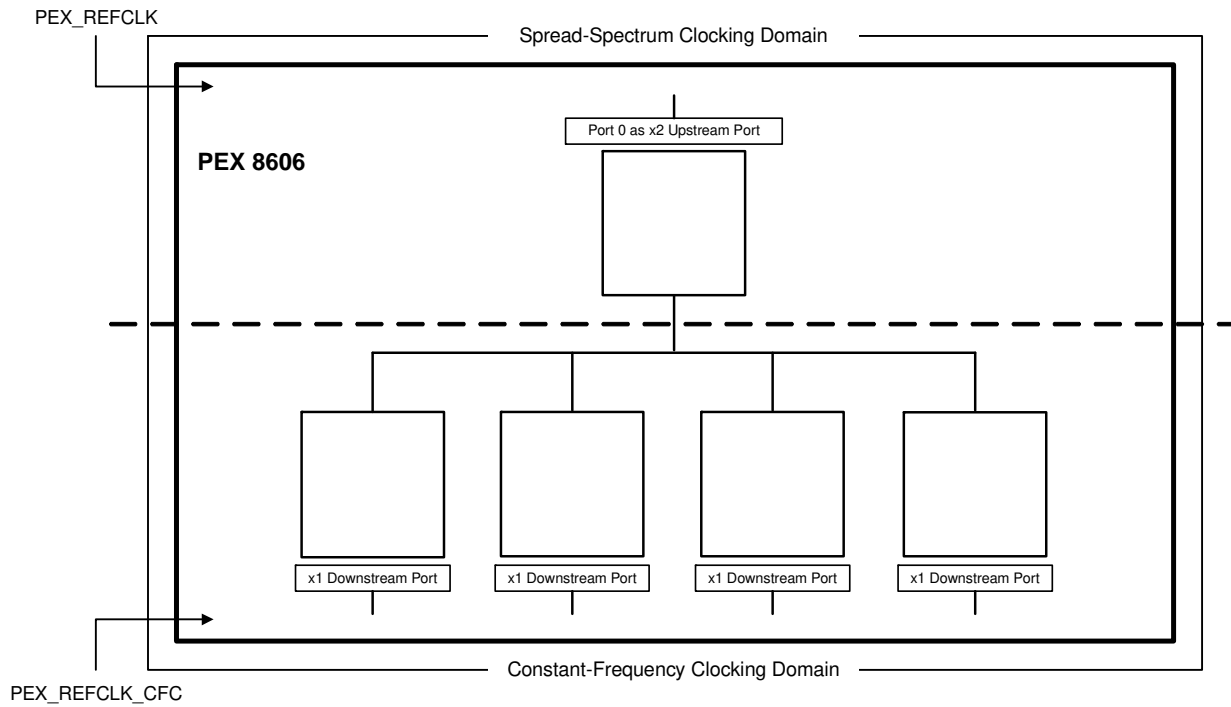 PEX_REFCLK
Spread-Spectrum Clocking Domain
Port 0 as x2 Upstream Port
PEX 8606
x1 Downstream Port
x1 Downstream Port
x1 Downstream Port
x1 Downstream Port
Constant-Frequency Clocking Domain
PEX_REFCLK_CFC